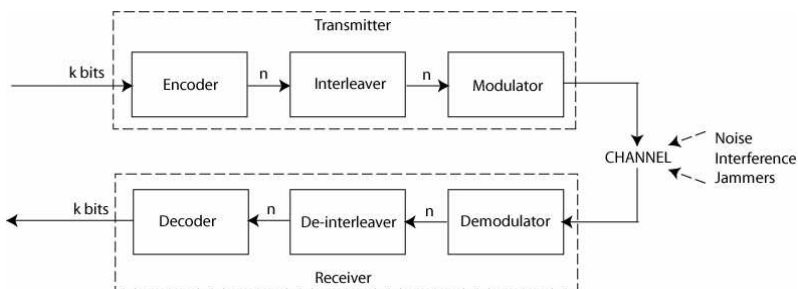 Transmitter
k bits
Encoder
n
Interleaver
n
Modulator
CHANNEL
Noise
Interference
Jammers
k bits
Decoder
n
De-interleaver
n
Demodulator
Receiver